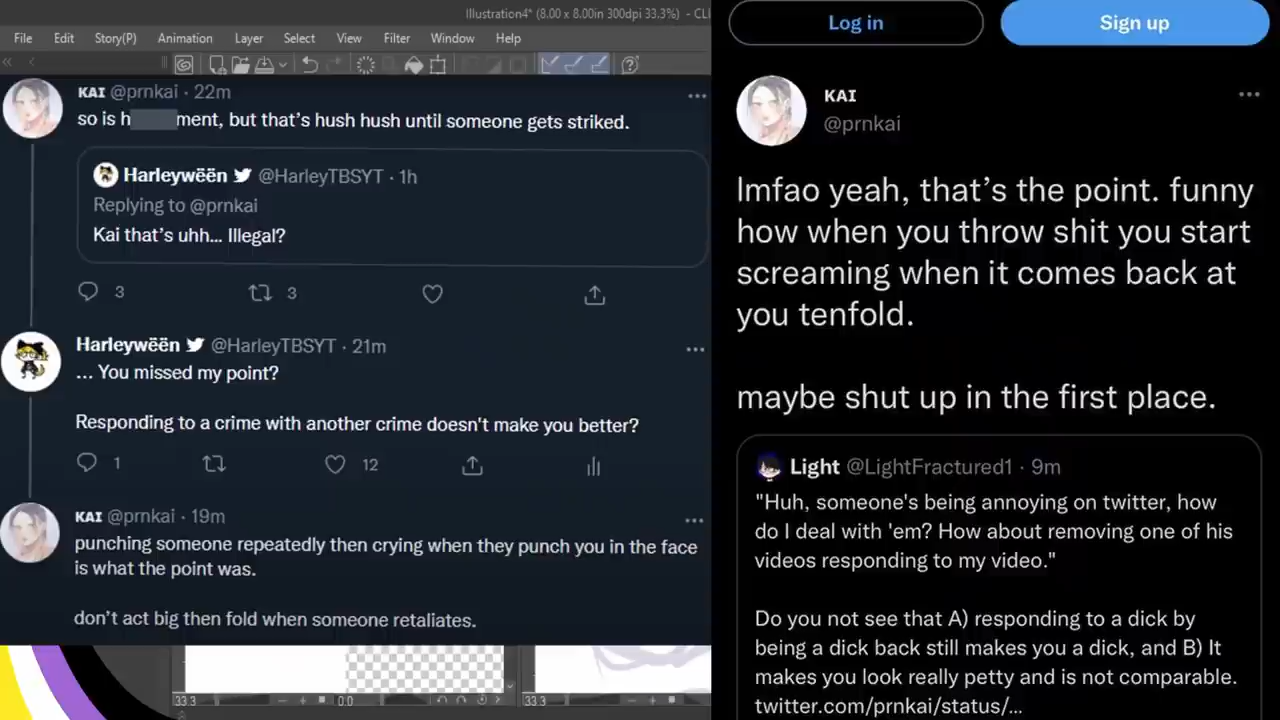 Illustration4* (8.00 x 8.00in 300dpi 33.3%) - CLI
File Edit Story(P) Animation Layer Select View Filter Window Help
KAI @prnkai · 22m
so is h ment, but that's hush hush until someone gets striked.
Harleywëën @HarleyTBSYT · 1h
Replying to @prnkai
Kai that's uhh... Illegal?
3 3
Harleywëën @HarleyTBSYT · 21m
... You missed my point?
Responding to a crime with another crime doesn't make you better?
1 12
KAI @prnkai · 19m
punching someone repeatedly then crying when they punch you in the face
is what the point was.
don't act big then fold when someone retaliates.
33.3 0.0 33.3
Log in Sign up
KAI
@prnkai
lmfao yeah, that's the point. funny
how when you throw shit you start
screaming when it comes back at
you tenfold.
maybe shut up in the first place.
Light @LightFractured1 · 9m
"Huh, someone's being annoying on twitter, how
do I deal with 'em? How about removing one of his
videos responding to my video."
Do you not see that A) responding to a dick by
being a dick back still makes you a dick, and B) It
makes you look really petty and is not comparable.
twitter.com/prnkai/status/...